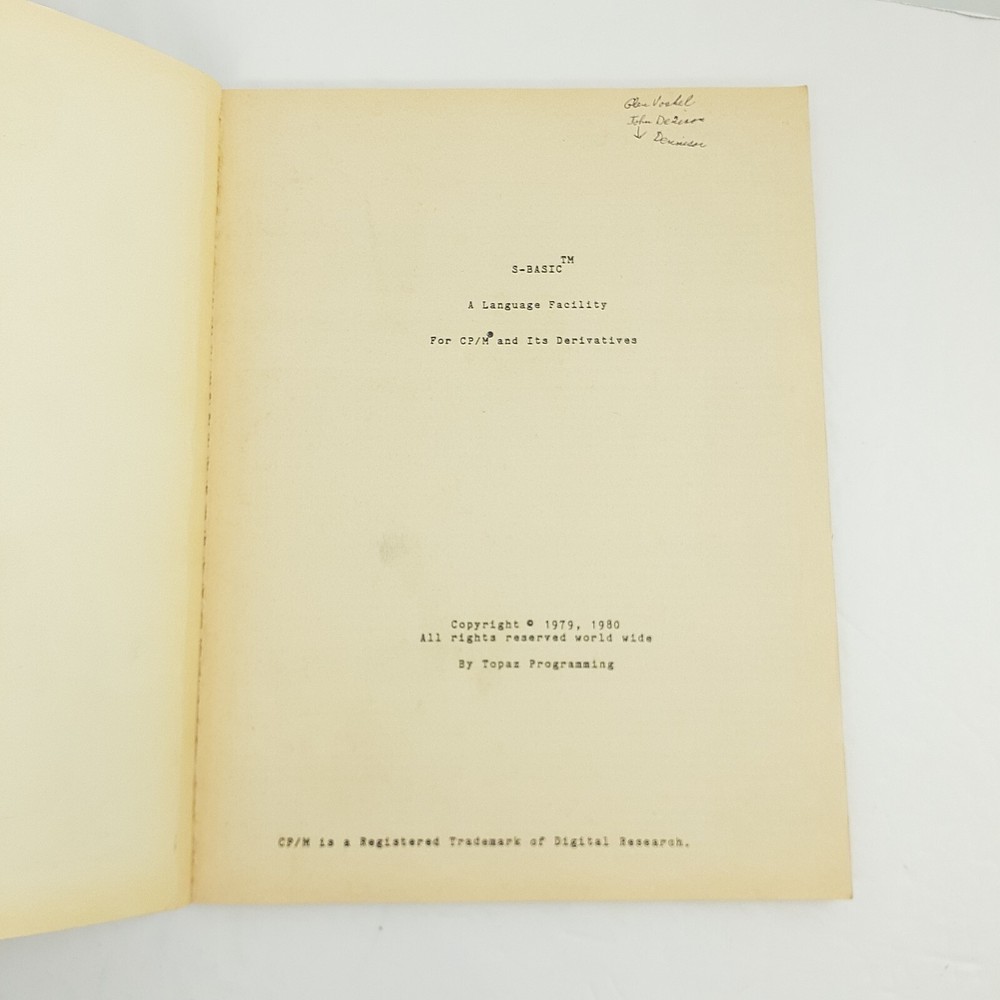 John
S-BASIC™
A Language Facility
For CP/M® and Its Derivatives
Copyright © 1979, 1980
All rights reserved world wide
By Topaz Programming
CP/M is a Registered Trademark of Digital Research.